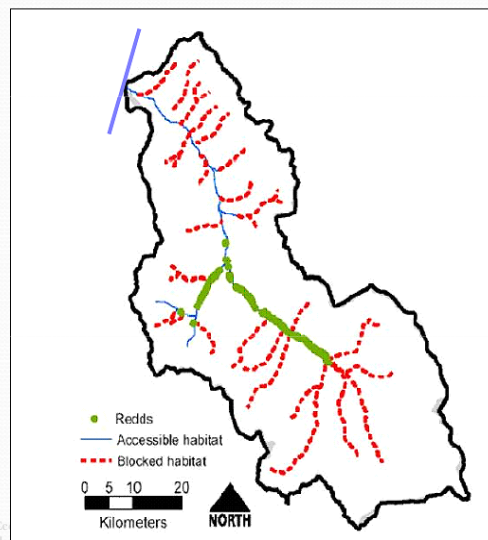 Redds
Accessible habitat
Blocked habitat
0 5 10 20
Kilometers
NORTH